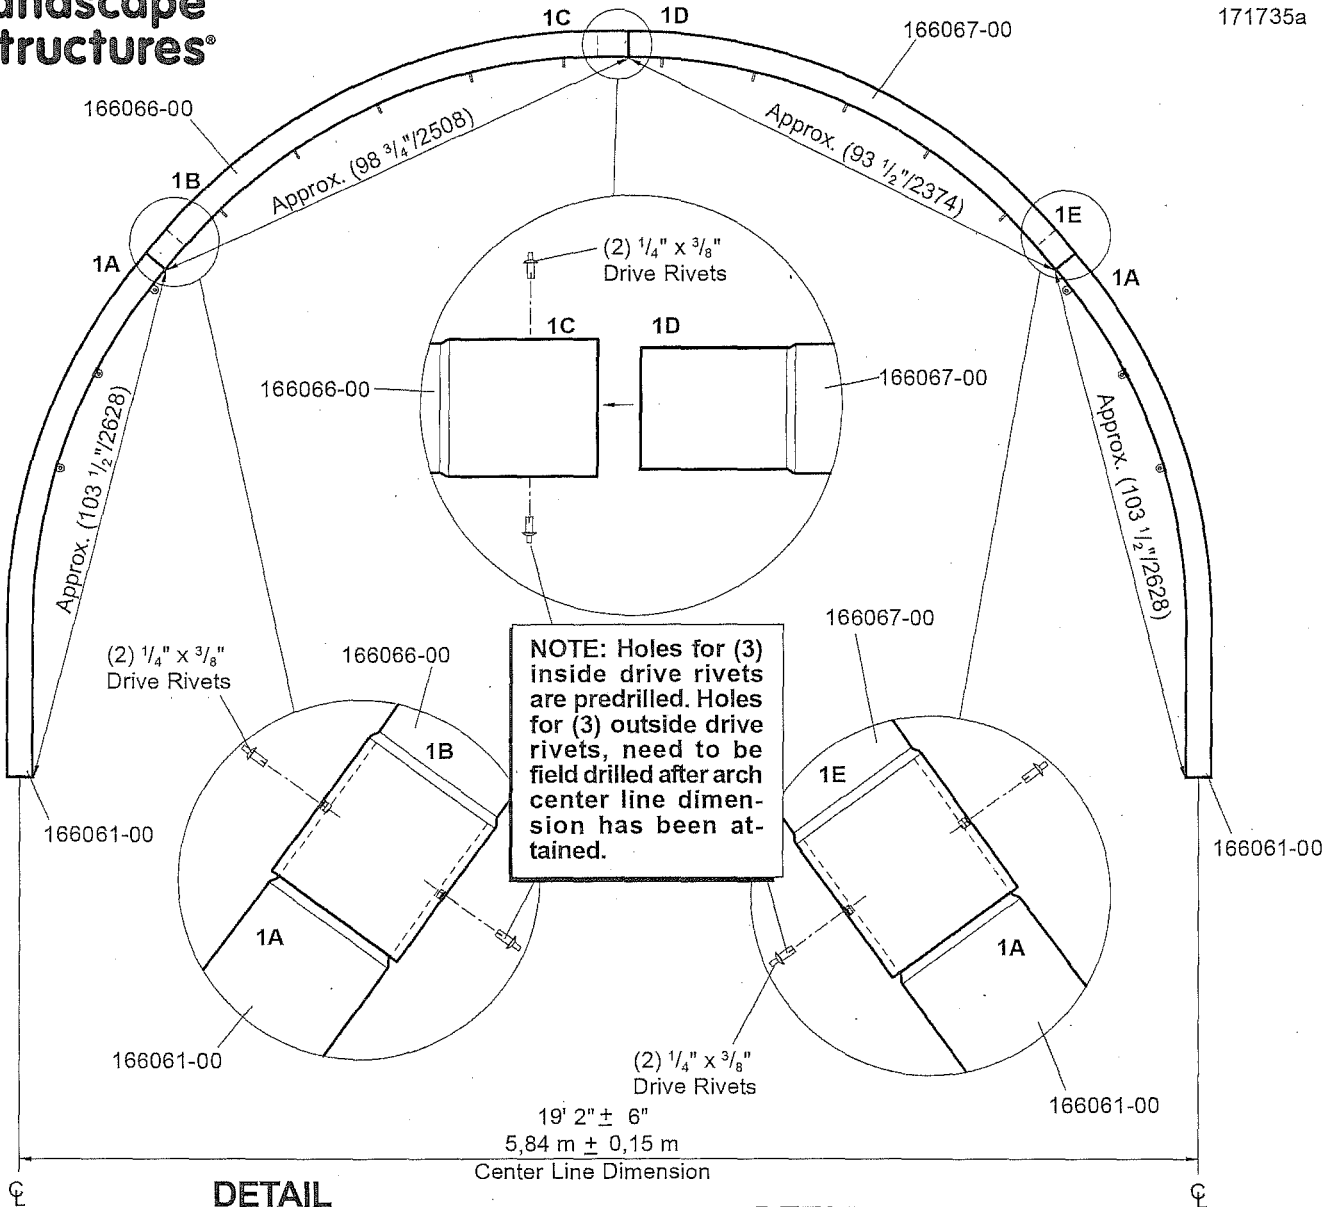 andscape
tructures®
171735a
1C
1D
166067-00
166066-00
Approx. (98 3/4"/2508)
Approx. (93 1/2"/2374)
1B
1E
1A
1A
(2) 1/4" x 3/8"
Drive Rivets
1C
1D
166066-00
166067-00
Approx. (103 1/2"/2628)
Approx. (103 1/2"/2628)
166067-00
(2) 1/4" x 3/8"
Drive Rivets
166066-00
NOTE: Holes for (3)
inside drive rivets
are predrilled. Holes
for (3) outside drive
rivets, need to be
field drilled after arch
center line dimen-
sion has been at-
tained.
1B
1E
166061-00
166061-00
1A
1A
166061-00
(2) 1/4" x 3/8"
Drive Rivets
166061-00
19' 2" ± 6"
5,84 m ± 0,15 m
Center Line Dimension
℄
℄
DETAIL